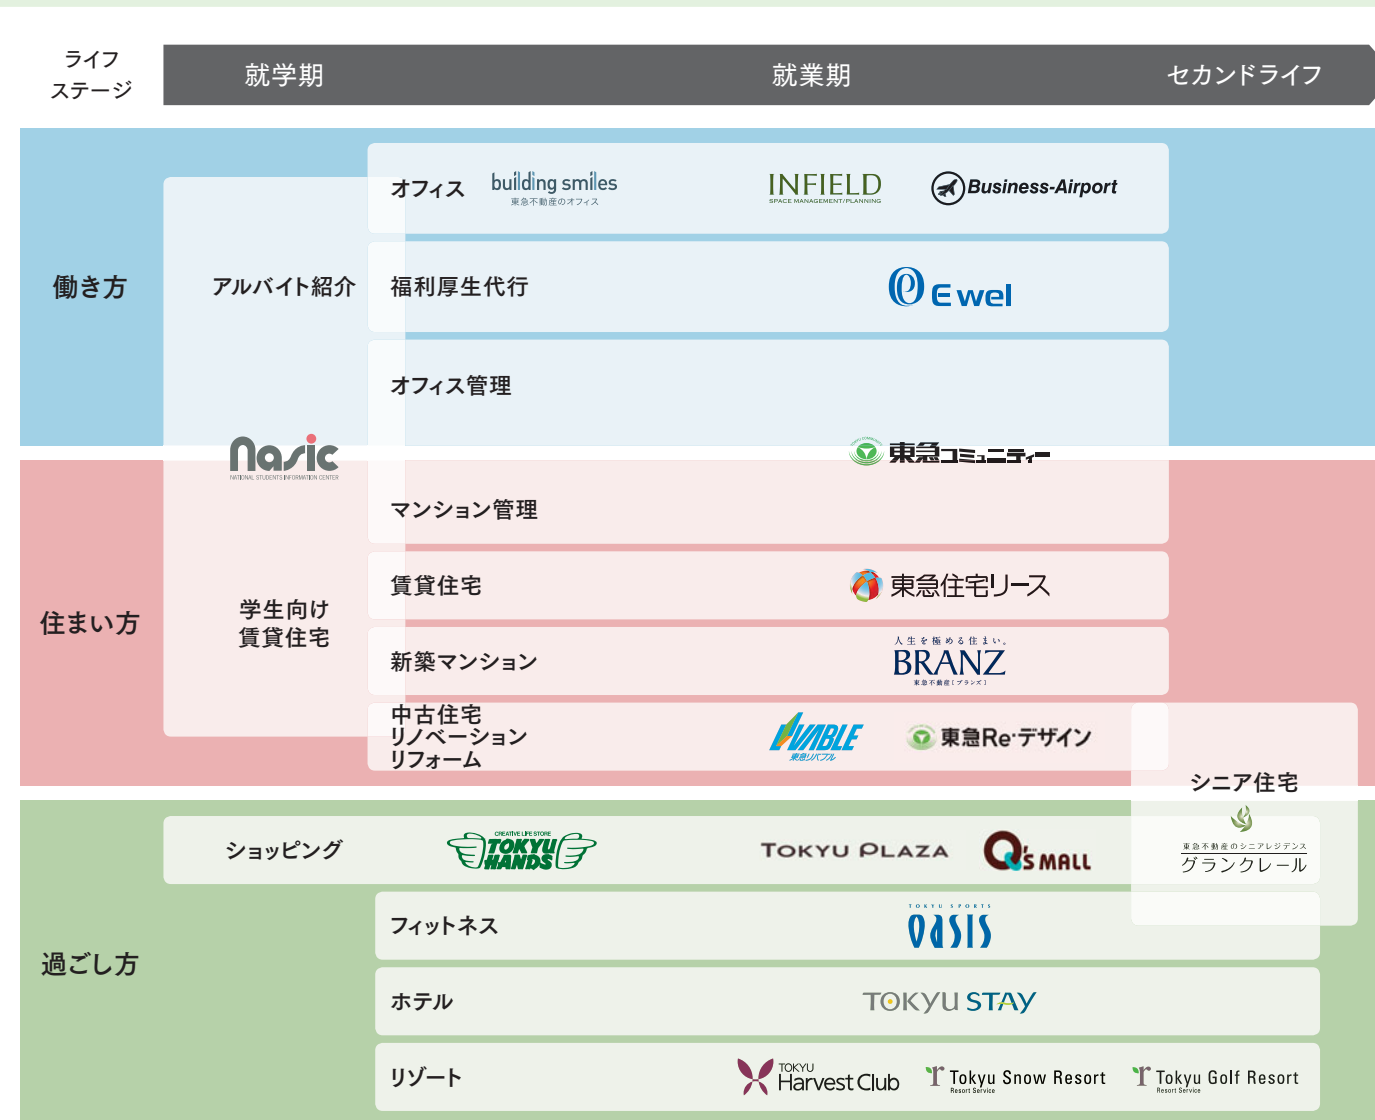 ライフ
ステージ
就学期
就業期
セカンドライフ
働き方
アルバイト紹介
オフィス
building smiles
東急不動産のオフィス
INFIELD
SPACE MANAGEMENT/PLANNING
Business-Airport
福利厚生代行
Ewel
オフィス管理
nasic
NATIONAL STUDENTS INFORMATION CENTER
東急コミュニティー
住まい方
マンション管理
学生向け
賃貸住宅
賃貸住宅
東急住宅リース
新築マンション
人生を極める住まい。
BRANZ
東急不動産［ブランズ］
中古住宅
リノベーション
リフォーム
LIVABLE
東急リバブル
東急Re・デザイン
シニア住宅
東急不動産のシニアレジデンス
グランクレール
過ごし方
ショッピング
CREATIVE LIFE STORE
TOKYU
HANDS
TOKYU PLAZA
Q'S MALL
フィットネス
TOKYU SPORTS
OASIS
ホテル
TOKYU STAY
リゾート
TOKYU
Harvest Club
Tokyu Snow Resort
Resort Service
Tokyu Golf Resort
Resort Service